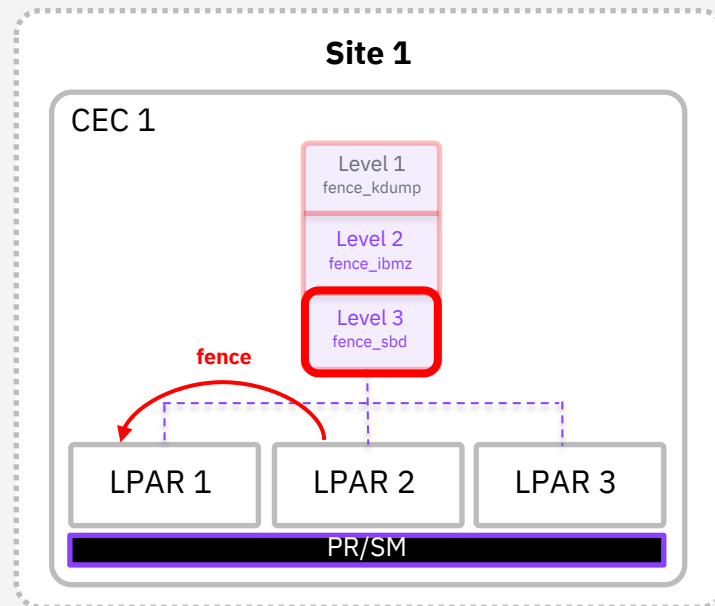 Site 1
CEC 1
Level 1
fence_kdump
Level 2
fence_ibmz
Level 3
fence_sbd
fence
LPAR 1
LPAR 2
LPAR 3
PR/SM